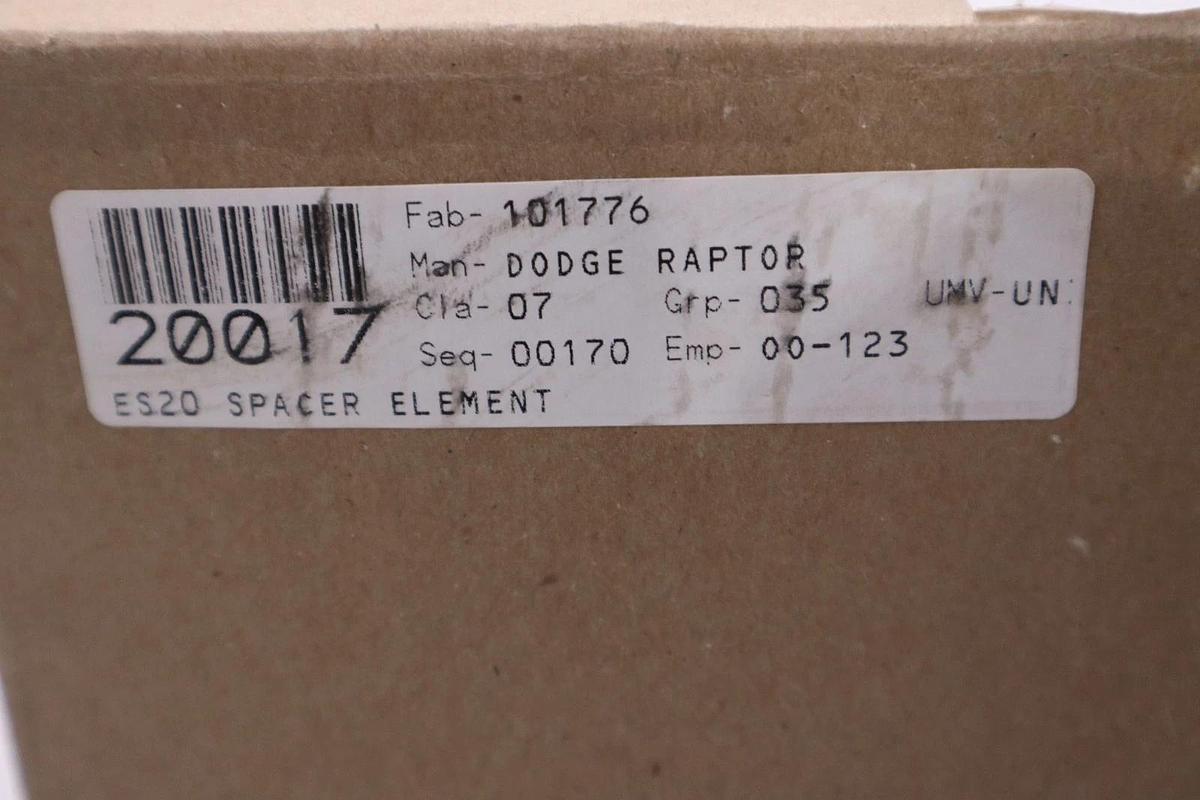 Fab- 101776
Man- DODGE RAPTOR
20017
Cla- 07 Grp- 035 UMV-UN
Seq- 00170 Emp- 00-123
ES20 SPACER ELEMENT